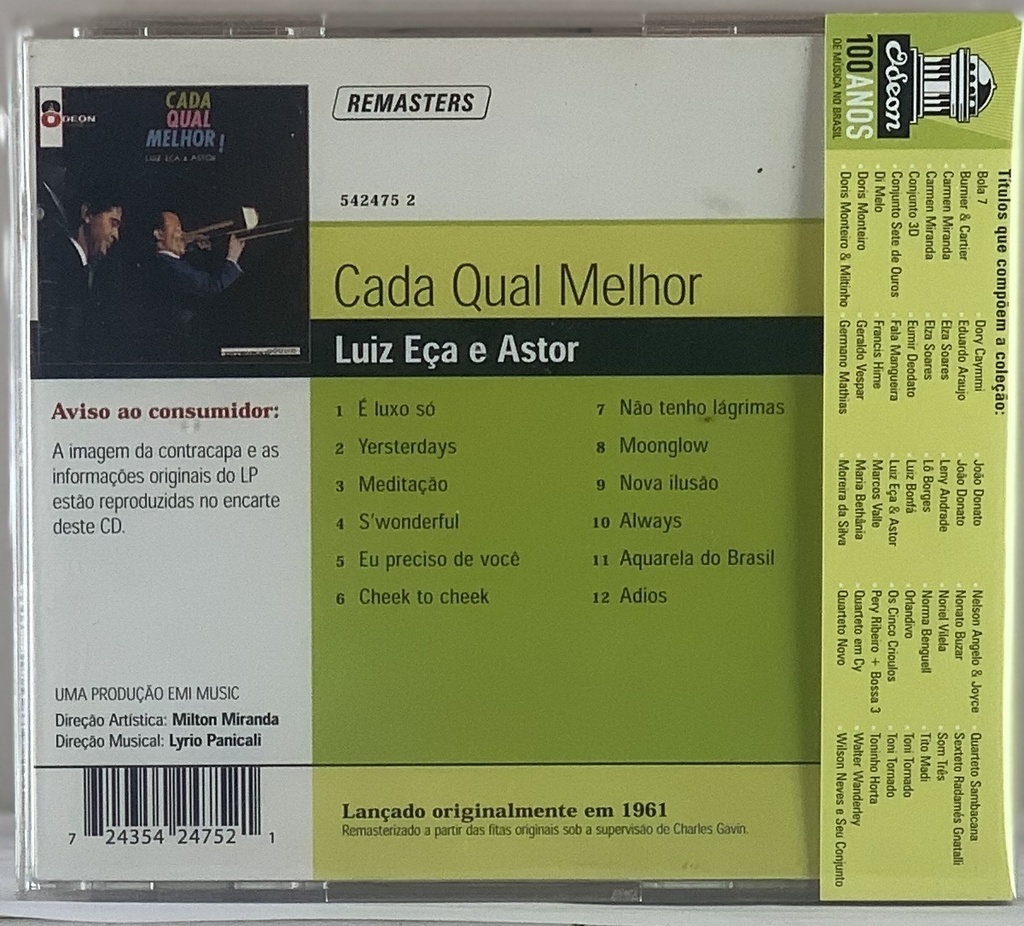 ODEON
CADA
QUAL
MELHOR!
LUIZ EÇA e ASTOR
REMASTERS
542475 2
Cada Qual Melhor
Luiz Eça e Astor
Aviso ao consumidor:
A imagem da contracapa e as
informações originais do LP
estão reproduzidas no encarte
deste CD.
1 É luxo só
2 Yersterdays
3 Meditação
4 S'wonderful
5 Eu preciso de você
6 Cheek to cheek
7 Não tenho lágrimas
8 Moonglow
9 Nova ilusão
10 Always
11 Aquarela do Brasil
12 Adios
UMA PRODUÇÃO EMI MUSIC
Direção Artística: Milton Miranda
Direção Musical: Lyrio Panicali
7 24354 24752 1
Lançado originalmente em 1961
Remasterizado a partir das fitas originais sob a supervisão de Charles Gavin.
Odeon
100 ANOS
DE MÚSICA NO BRASIL
Títulos que compõem a coleção:
• Bola 7
• Burnier & Cartier
• Carmen Miranda
• Carmen Miranda
• Conjunto 3D
• Conjunto Sete de Ouros
• Di Melo
• Doris Monteiro
• Doris Monteiro & Miltinho
• Dory Caymmi
• Eduardo Araujo
• Elza Soares
• Elza Soares
• Eumir Deodato
• Fala Mangueira
• Francis Hime
• Geraldo Vespar
• Germano Mathias
• João Donato
• João Donato
• Leny Andrade
• Lô Borges
• Luiz Bonfá
• Luiz Eça & Astor
• Marcos Valle
• Maria Bethânia
• Moreira da Silva
• Nelson Angelo & Joyce
• Nonato Buzar
• Noriel Vilela
• Norma Benguell
• Orlandivo
• Os Cinco Crioulos
• Pery Ribeiro + Bossa 3
• Quarteto em Cy
• Quarteto Novo
• Quarteto Sambacana
• Sexteto Radamés Gnatalli
• Som Três
• Tito Madi
• Toni Tornado
• Toni Tornado
• Toninho Horta
• Walter Wanderley
• Wilson Neves e Seu Conjunto